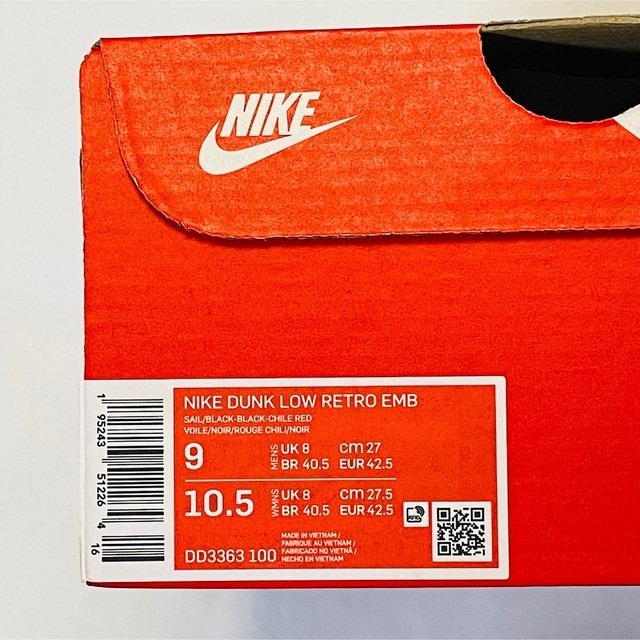 NIKE
NIKE DUNK LOW RETRO EMB
SAIL/BLACK-BLACK-CHILE RED
VOILE/NOIR/ROUGE CHILI/NOIR
9 MENS UK 8 cm 27
BR 40.5 EUR 42.5
10.5 WMNS UK 8 cm 27.5
BR 40.5 EUR 42.5
DD3363 100
MADE IN VIETNAM /
FABRIQUE AU VIETNAM /
FABRICADO NO VIETNÃ /
HECHO EN VIETNAM
1 95243 51226 4 16